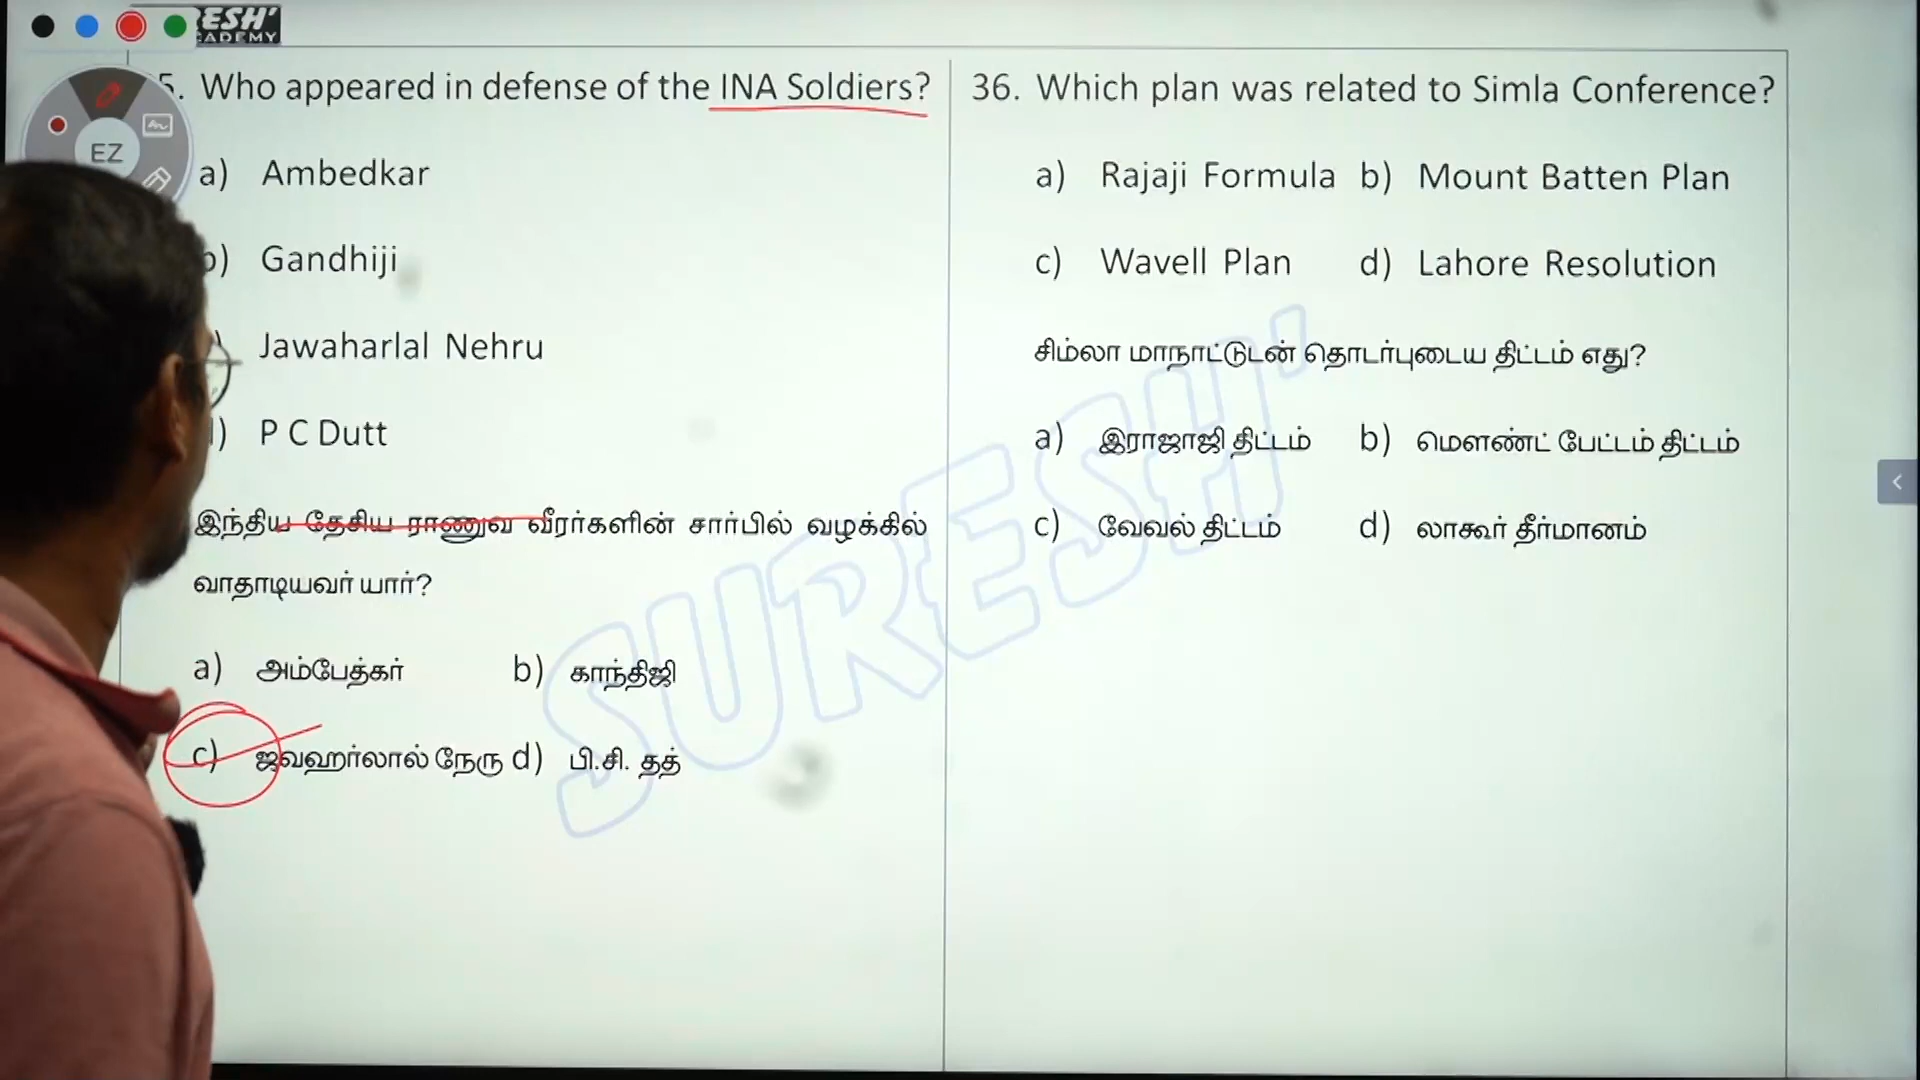 RESH'
CADEMY
EZ
5. Who appeared in defense of the INA Soldiers?
a) Ambedkar
b) Gandhiji
) Jawaharlal Nehru
d) P C Dutt
இந்திய தேசிய ராணுவ வீரர்களின் சார்பில் வழக்கில்
வாதாடியவர் யார்?
a) அம்பேத்கர் b) காந்திஜி
c) ஜவஹர்லால் நேரு d) பி.சி. தத்
36. Which plan was related to Simla Conference?
a) Rajaji Formula b) Mount Batten Plan
c) Wavell Plan d) Lahore Resolution
சிம்லா மாநாட்டுடன் தொடர்புடைய திட்டம் எது?
a) இராஜாஜி திட்டம் b) மௌண்ட் பேட்டம் திட்டம்
c) வேவல் திட்டம் d) லாகூர் தீர்மானம்
SURESH'